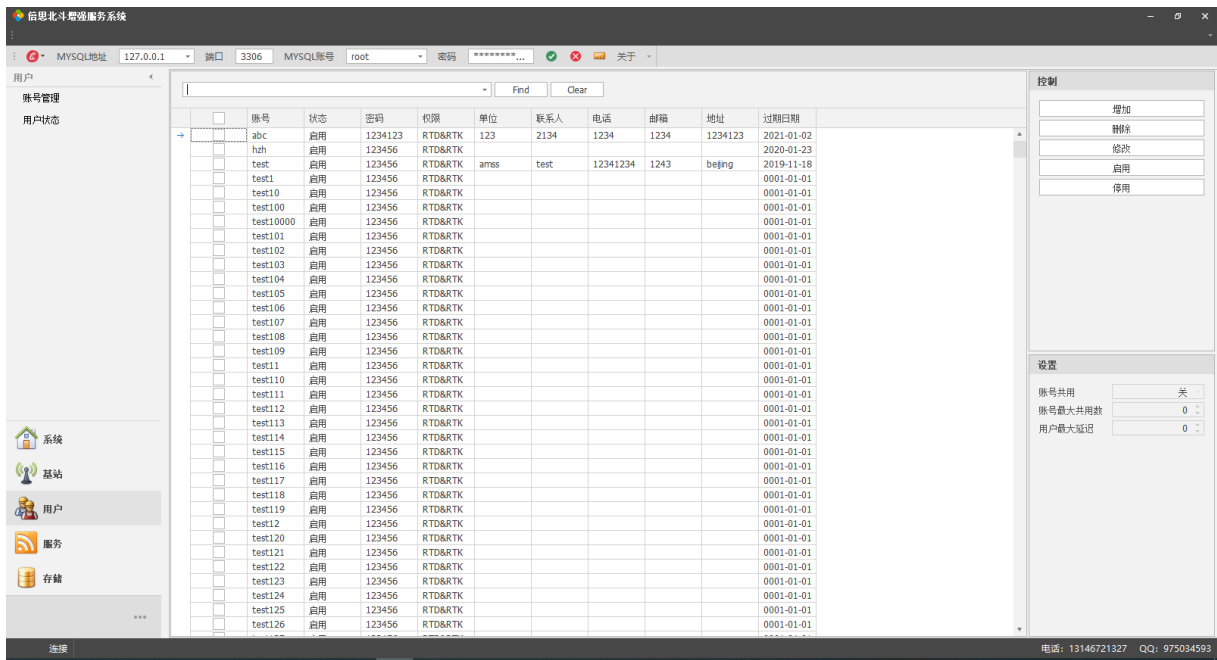 倍思北斗增强服务系统
MYSQL地址 127.0.0.1 端口 3306 MYSQL账号 root 密码 ********... 关于
用户
账号管理
用户状态
系统
基站
用户
服务
存储
Find Clear
账号 状态 密码 权限 单位 联系人 电话 邮箱 地址 过期日期
abc 启用 1234123 RTD&RTK 123 2134 1234 1234 1234123 2021-01-02
hzh 启用 123456 RTD&RTK 2020-01-23
test 启用 123456 RTD&RTK amss test 12341234 1243 beijing 2019-11-18
test1 启用 123456 RTD&RTK 0001-01-01
test10 启用 123456 RTD&RTK 0001-01-01
test100 启用 123456 RTD&RTK 0001-01-01
test10000 启用 123456 RTD&RTK 0001-01-01
test101 启用 123456 RTD&RTK 0001-01-01
test102 启用 123456 RTD&RTK 0001-01-01
test103 启用 123456 RTD&RTK 0001-01-01
test104 启用 123456 RTD&RTK 0001-01-01
test105 启用 123456 RTD&RTK 0001-01-01
test106 启用 123456 RTD&RTK 0001-01-01
test107 启用 123456 RTD&RTK 0001-01-01
test108 启用 123456 RTD&RTK 0001-01-01
test109 启用 123456 RTD&RTK 0001-01-01
test11 启用 123456 RTD&RTK 0001-01-01
test110 启用 123456 RTD&RTK 0001-01-01
test111 启用 123456 RTD&RTK 0001-01-01
test112 启用 123456 RTD&RTK 0001-01-01
test113 启用 123456 RTD&RTK 0001-01-01
test114 启用 123456 RTD&RTK 0001-01-01
test115 启用 123456 RTD&RTK 0001-01-01
test116 启用 123456 RTD&RTK 0001-01-01
test117 启用 123456 RTD&RTK 0001-01-01
test118 启用 123456 RTD&RTK 0001-01-01
test119 启用 123456 RTD&RTK 0001-01-01
test12 启用 123456 RTD&RTK 0001-01-01
test120 启用 123456 RTD&RTK 0001-01-01
test121 启用 123456 RTD&RTK 0001-01-01
test122 启用 123456 RTD&RTK 0001-01-01
test123 启用 123456 RTD&RTK 0001-01-01
test124 启用 123456 RTD&RTK 0001-01-01
test125 启用 123456 RTD&RTK 0001-01-01
test126 启用 123456 RTD&RTK 0001-01-01
控制
增加
删除
修改
启用
停用
设置
账号共用 关
账号最大共用数 0
用户最大延迟 0
连接
电话：13146721327 QQ：975034593